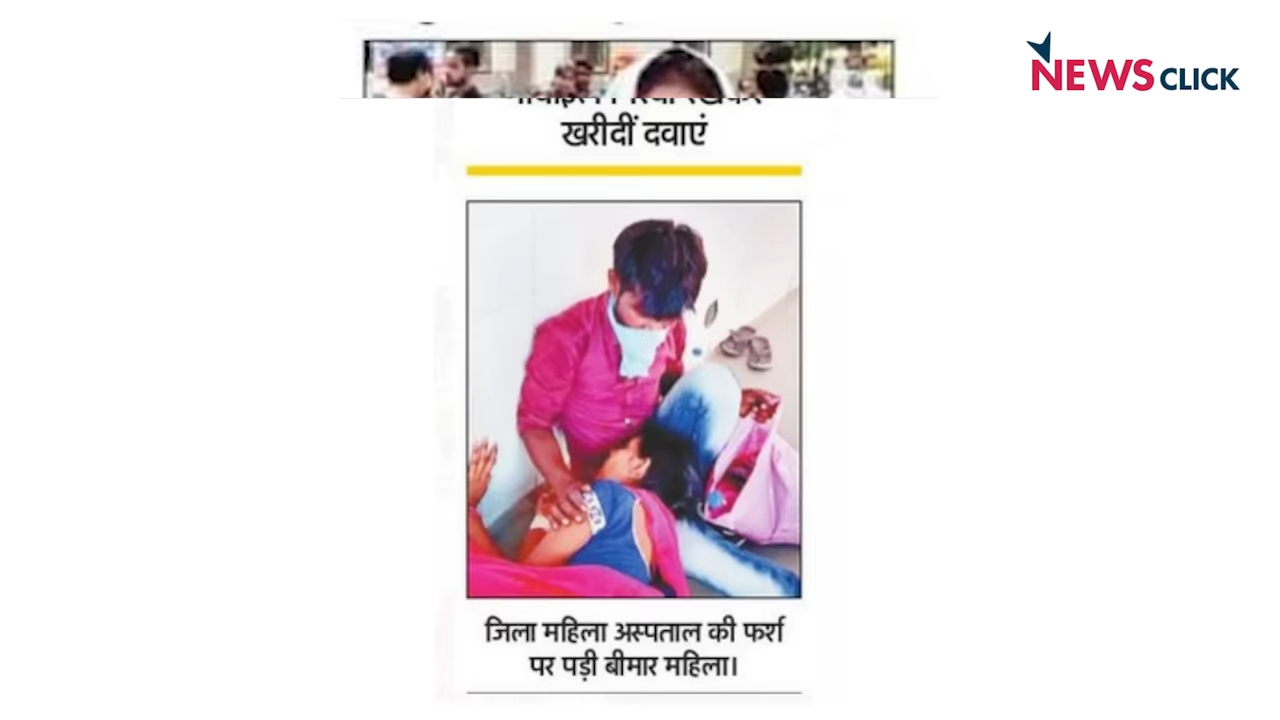 NEWSCLICK
खरीदीं दवाएं
जिला महिला अस्पताल की फर्श
पर पड़ी बीमार महिला।